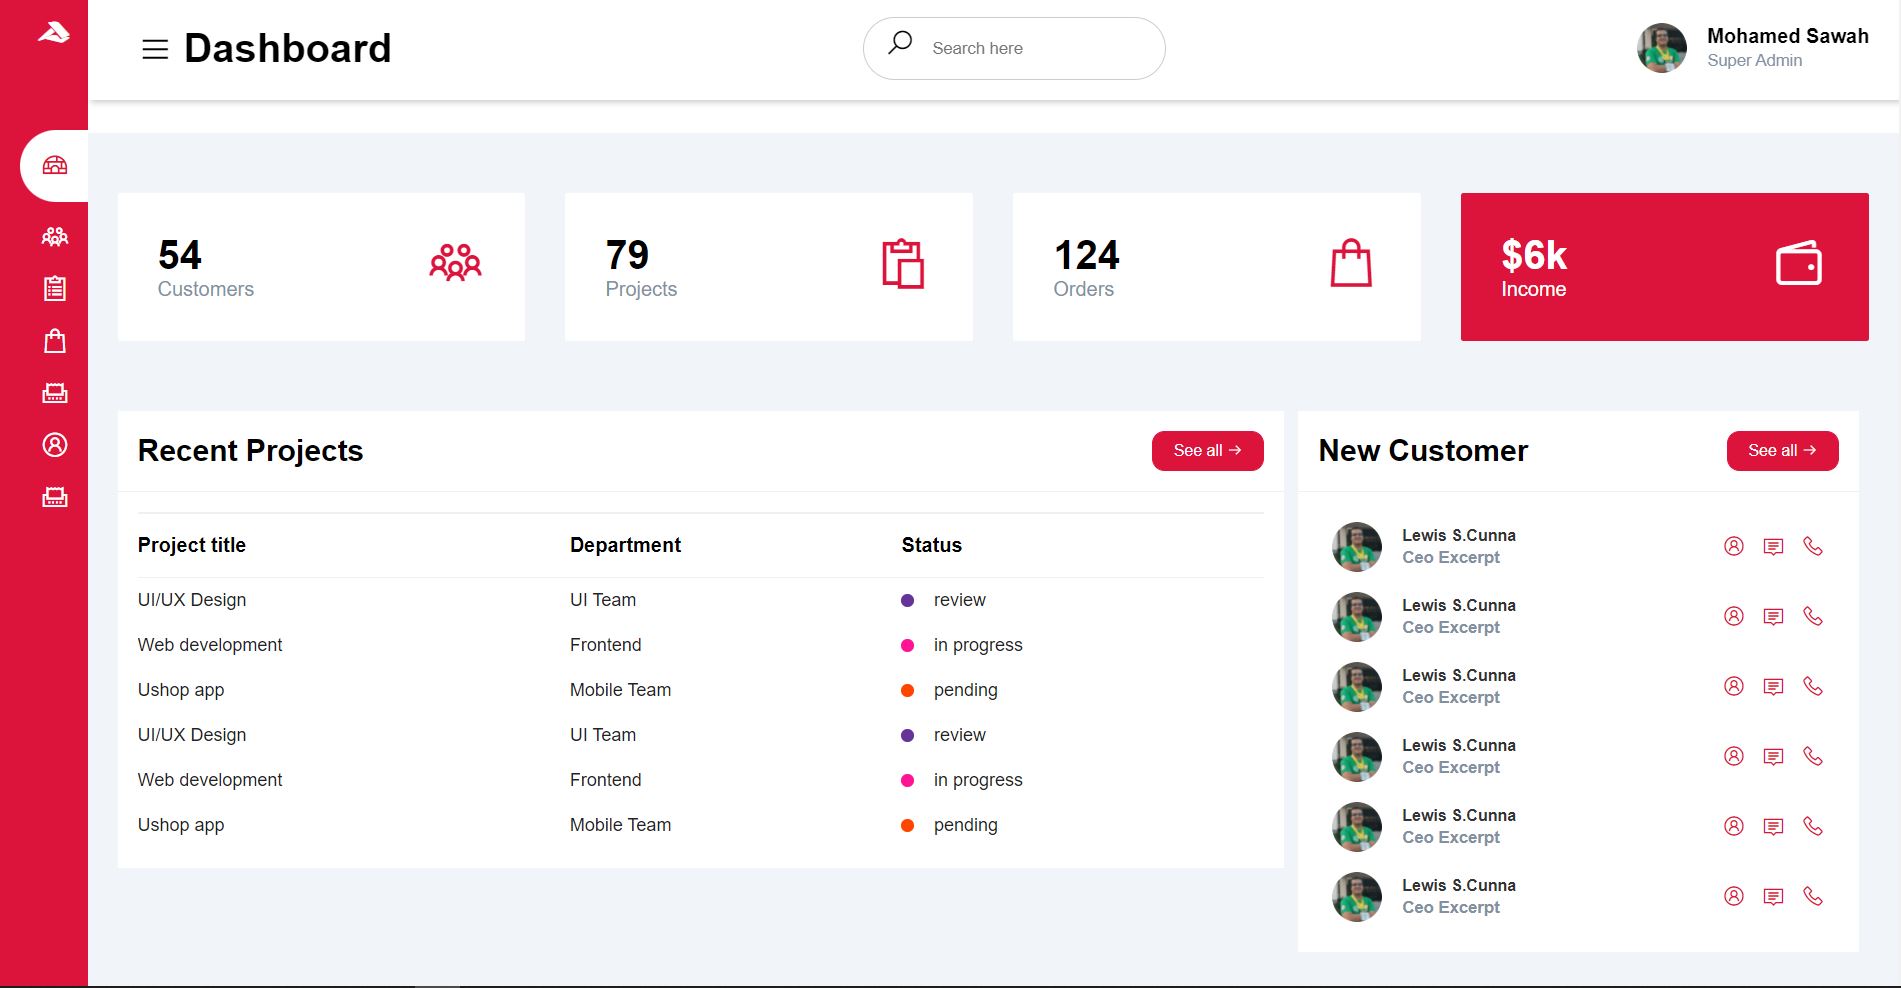 Dashboard
Search here
Mohamed Sawah
Super Admin
54
Customers
79
Projects
124
Orders
$6k
Income
Recent Projects
See all →
Project title Department Status
UI/UX Design UI Team review
Web development Frontend in progress
Ushop app Mobile Team pending
UI/UX Design UI Team review
Web development Frontend in progress
Ushop app Mobile Team pending
New Customer
See all →
Lewis S.Cunna
Ceo Excerpt
Lewis S.Cunna
Ceo Excerpt
Lewis S.Cunna
Ceo Excerpt
Lewis S.Cunna
Ceo Excerpt
Lewis S.Cunna
Ceo Excerpt
Lewis S.Cunna
Ceo Excerpt